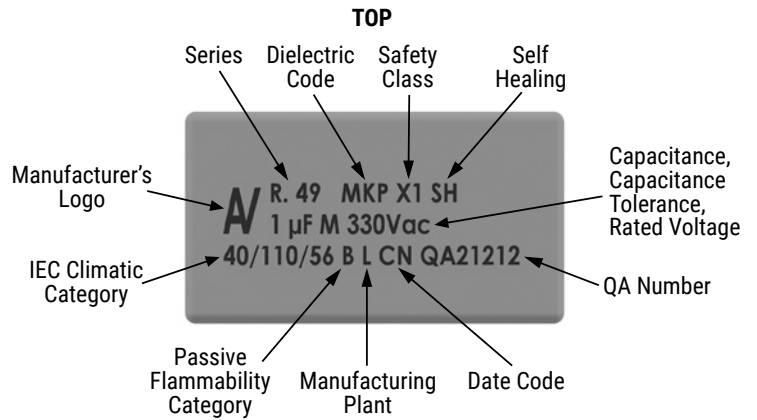 TOP
Series
Dielectric
Code
Safety
Class
Self
Healing
Manufacturer's
Logo
R. 49 MKP X1 SH
1 µF M 330Vac
40/110/56 B L CN QA21212
Capacitance,
Capacitance
Tolerance,
Rated Voltage
IEC Climatic
Category
QA Number
Passive
Flammability
Category
Manufacturing
Plant
Date Code